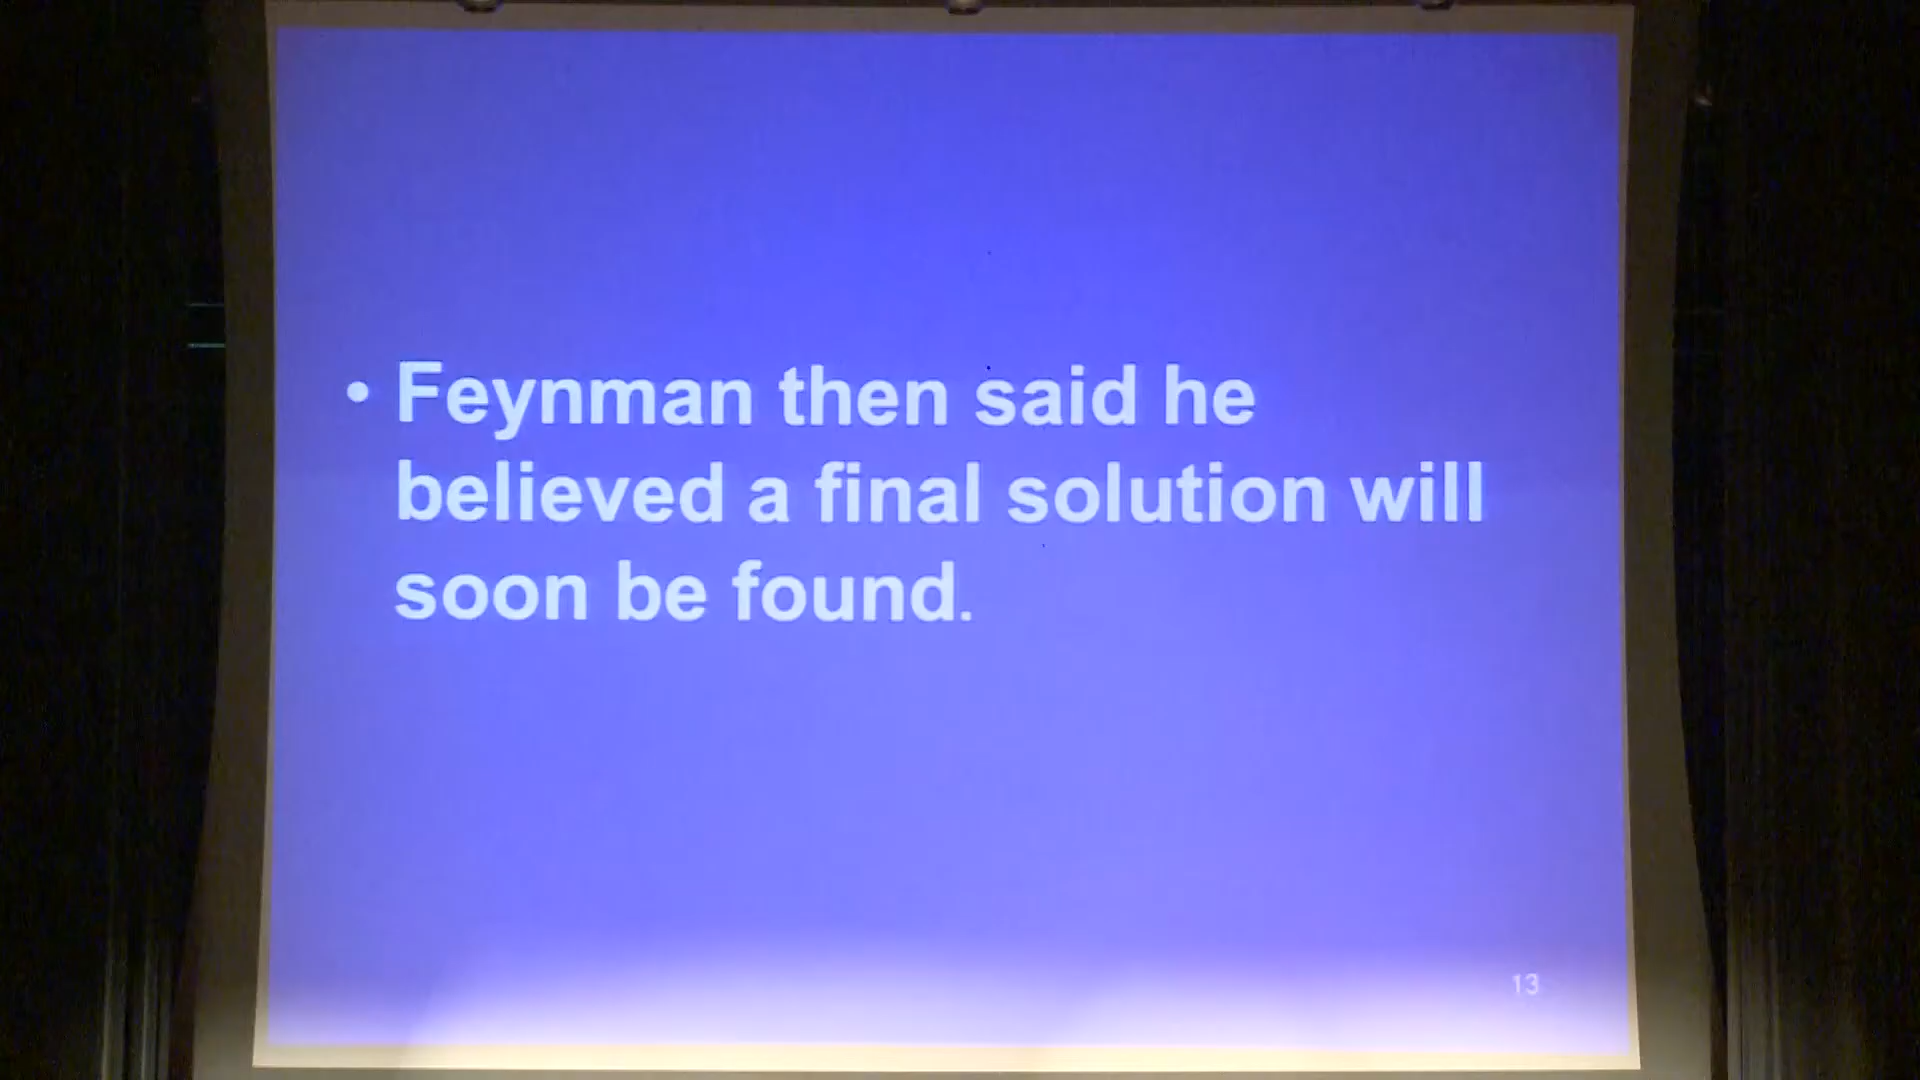 • Feynman then said he
believed a final solution will
soon be found.
13